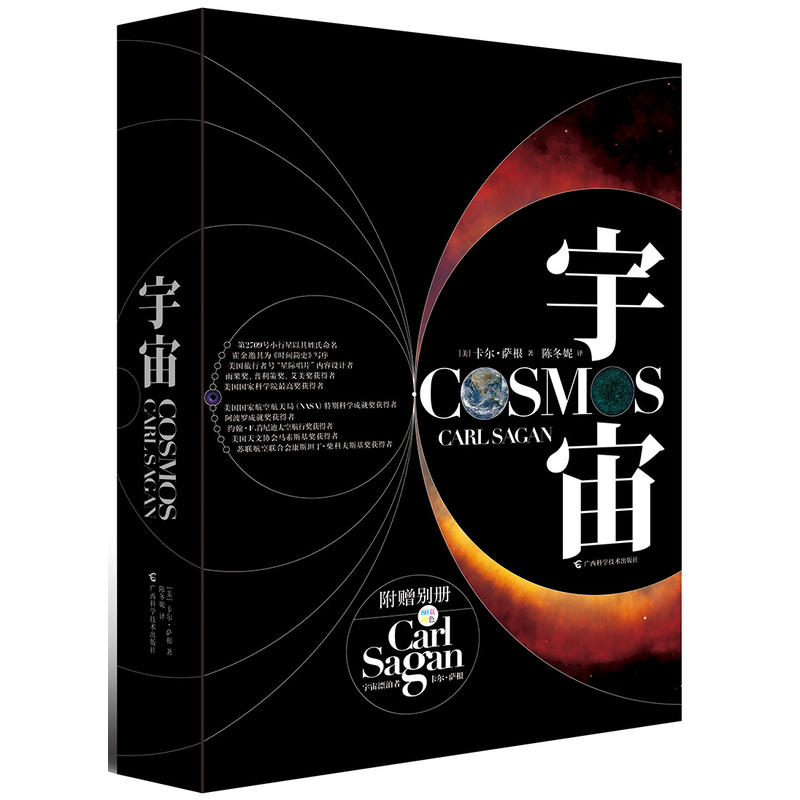 宇宙
COSMOS
CARL SAGAN
[美] 卡尔·萨根 著
陈冬妮 译
广西科学技术出版社
第2709号小行星以其姓氏命名
霍金邀其为《时间简史》写序
美国旅行者号“星际唱片”内容设计者
雨果奖、普利策奖、艾美奖获得者
美国国家科学院最高奖获得者
美国国家航空航天局（NASA）特别科学成就奖获得者
阿波罗成就奖获得者
约翰·F.肯尼迪太空航行奖获得者
美国天文协会马索斯基奖获得者
苏联航空联合会康斯坦丁·柴科夫斯基奖获得者
[美] 卡尔·萨根 著 陈冬妮 译
宇
COSMOS
CARL SAGAN
宙
广西科学技术出版社
附赠别册
80页
四色
Carl
Sagan
宇宙漂泊者 卡尔·萨根